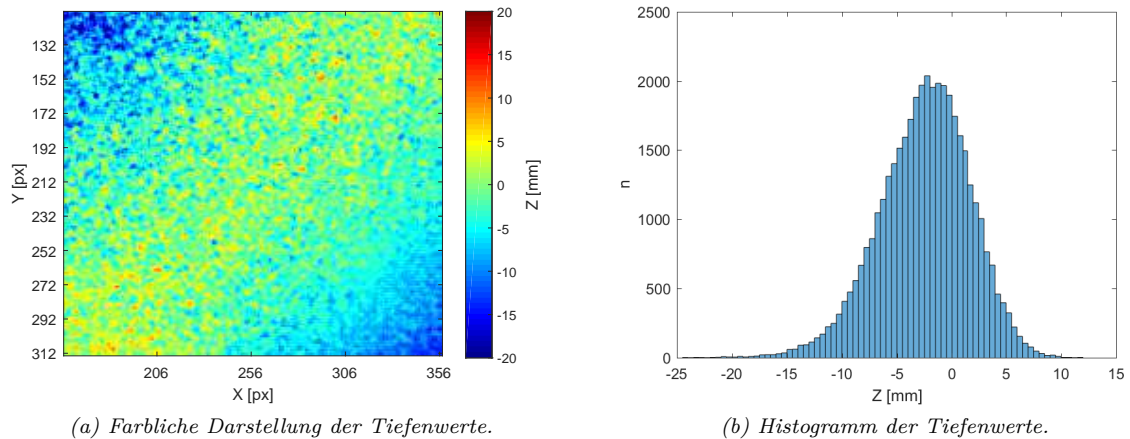 132
152
172
192
212
232
252
272
292
312
Y [px]
206 256 306 356
X [px]
20
15
10
5
0
-5
-10
-15
-20
Z [mm]
(a) Farbliche Darstellung der Tiefenwerte.
2500
2000
1500
1000
500
0
n
-25 -20 -15 -10 -5 0 5 10 15
Z [mm]
(b) Histogramm der Tiefenwerte.